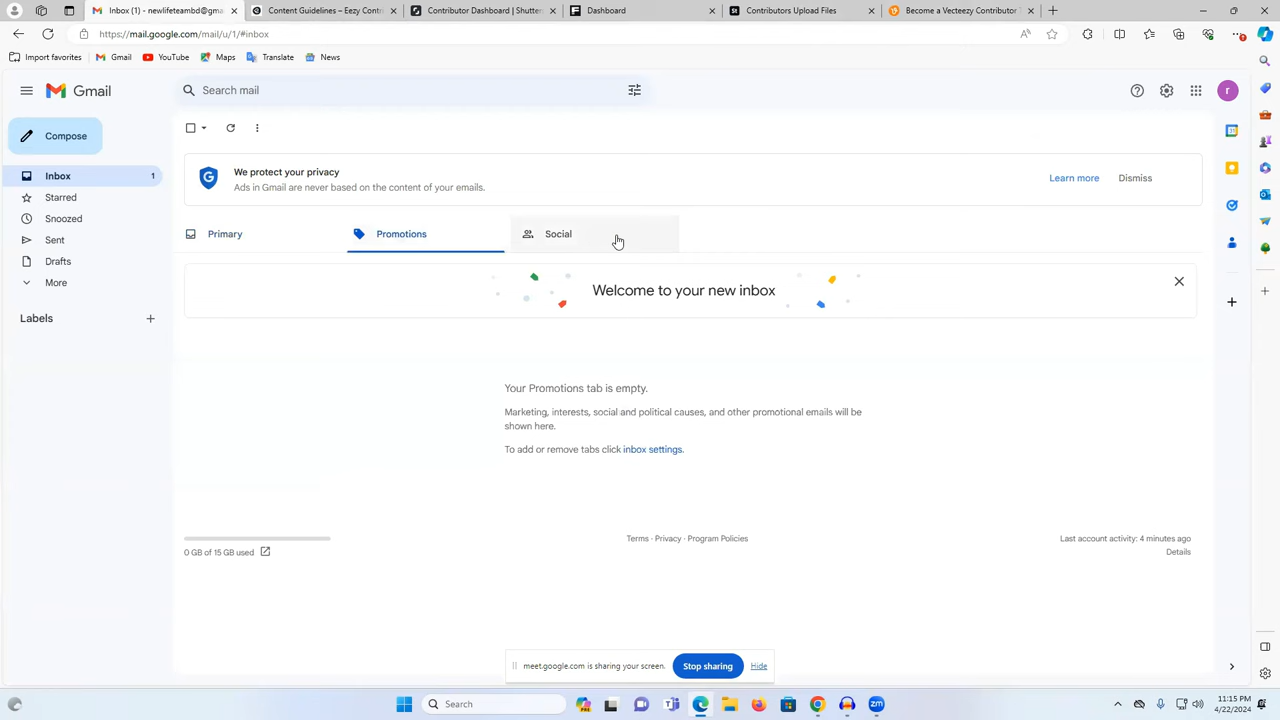 Inbox (1) - newlifeteambd@gma
Content Guidelines – Eezy Contr
Contributor Dashboard | Shutters
Dashboard
St Contributors Upload Files
Become a Vecteezy Contributor
https://mail.google.com/mail/u/1/#inbox
Import favorites
Gmail
YouTube
Maps
Translate
News
Gmail
Search mail
r
Compose
Inbox 1
Starred
Snoozed
Sent
Drafts
More
Labels
We protect your privacy
Ads in Gmail are never based on the content of your emails.
Learn more
Dismiss
Primary
Promotions
Social
Welcome to your new inbox
Your Promotions tab is empty.
Marketing, interests, social and political causes, and other promotional emails will be
shown here.
To add or remove tabs click inbox settings.
0 GB of 15 GB used
Terms · Privacy · Program Policies
Last account activity: 4 minutes ago
Details
meet.google.com is sharing your screen.
Stop sharing
Hide
Search
zm
11:15 PM
4/22/2024